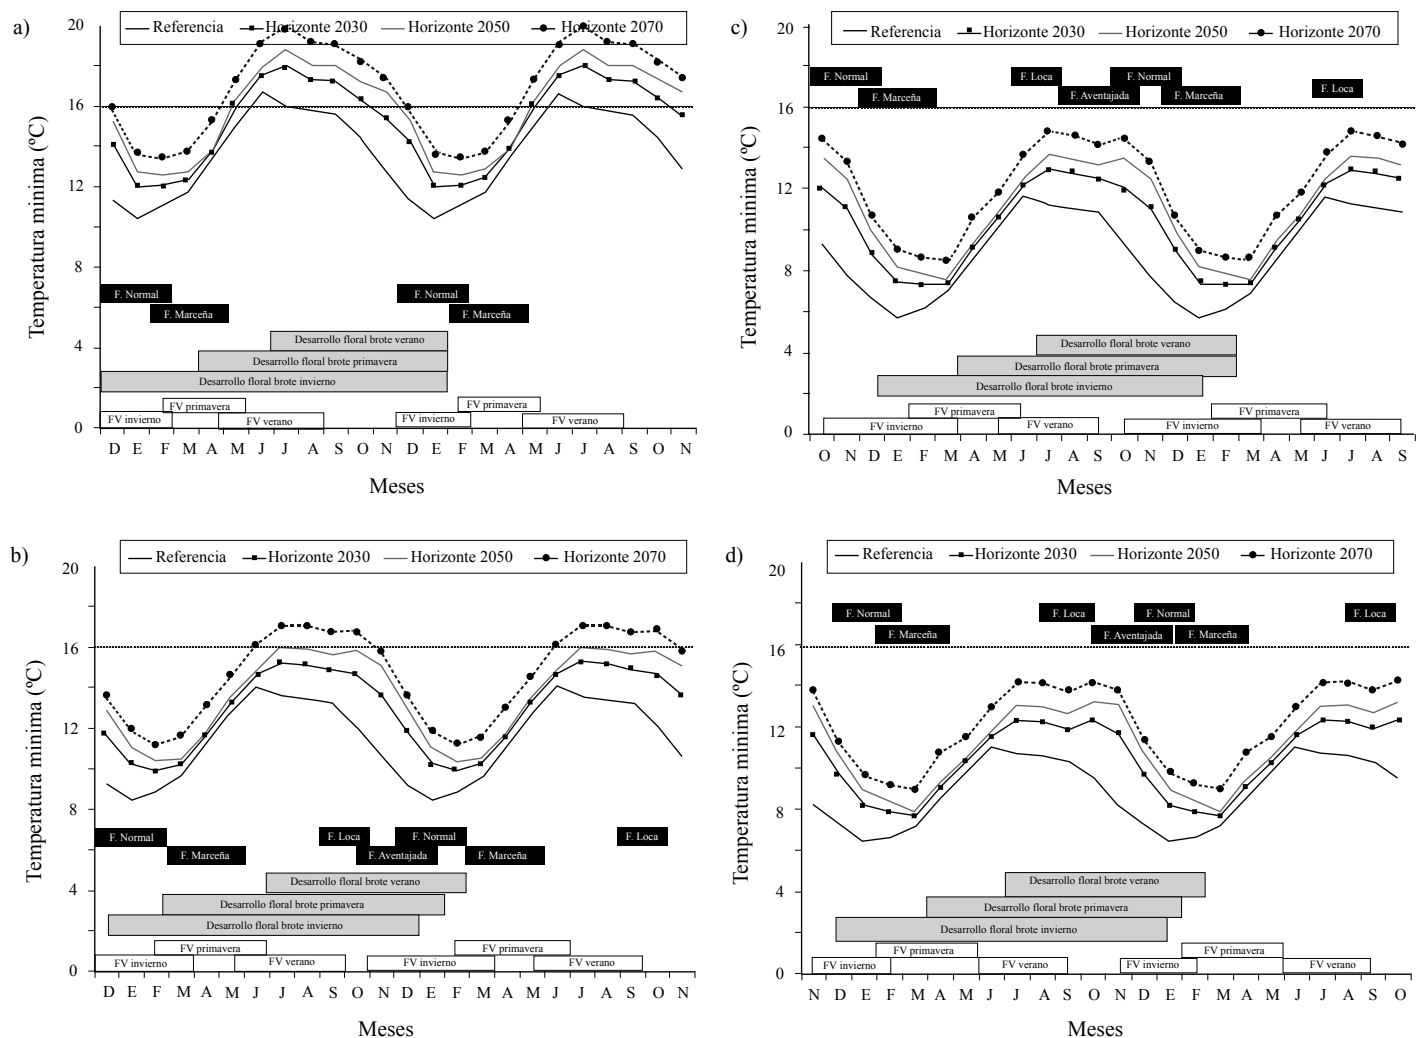 a)
Referencia Horizonte 2030 Horizonte 2050 Horizonte 2070
Temperatura minima (ºC)
20
16
12
8
4
0
F. Normal F. Normal
F. Marceña F. Marceña
Desarrollo floral brote verano
Desarrollo floral brote primavera
Desarrollo floral brote invierno
FV primavera FV primavera
FV invierno FV verano FV invierno FV verano
D E F M A M J J A S O N D E F M A M J J A S O N
Meses
c)
Referencia Horizonte 2030 Horizonte 2050 Horizonte 2070
Temperatura minima (ºC)
20
16
12
8
4
0
F. Normal F. Loca F. Normal F. Loca
F. Marceña F. Aventajada F. Marceña
Desarrollo floral brote verano
Desarrollo floral brote primavera
Desarrollo floral brote invierno
FV primavera FV primavera
FV invierno FV verano FV invierno FV verano
O N D E F M A M J J A S O N D E F M A M J J A S
Meses
b)
Referencia Horizonte 2030 Horizonte 2050 Horizonte 2070
Temperatura minima (ºC)
20
16
12
8
4
0
F. Normal F. Loca F. Normal F. Loca
F. Marceña F. Aventajada F. Marceña
Desarrollo floral brote verano
Desarrollo floral brote primavera
Desarrollo floral brote invierno
FV primavera FV primavera
FV invierno FV verano FV invierno FV verano
D E F M A M J J A S O N D E F M A M J J A S O N
Meses
d)
Referencia Horizonte 2030 Horizonte 2050 Horizonte 2070
Temperatura minima (ºC)
20
16
12
8
4
0
F. Normal F. Loca F. Normal F. Loca
F. Marceña F. Aventajada F. Marceña
Desarrollo floral brote verano
Desarrollo floral brote primavera
Desarrollo floral brote invierno
FV primavera FV primavera
FV invierno FV verano FV invierno FV verano
N D E F M A M J J A S O N D E F M A M J J A S O
Meses